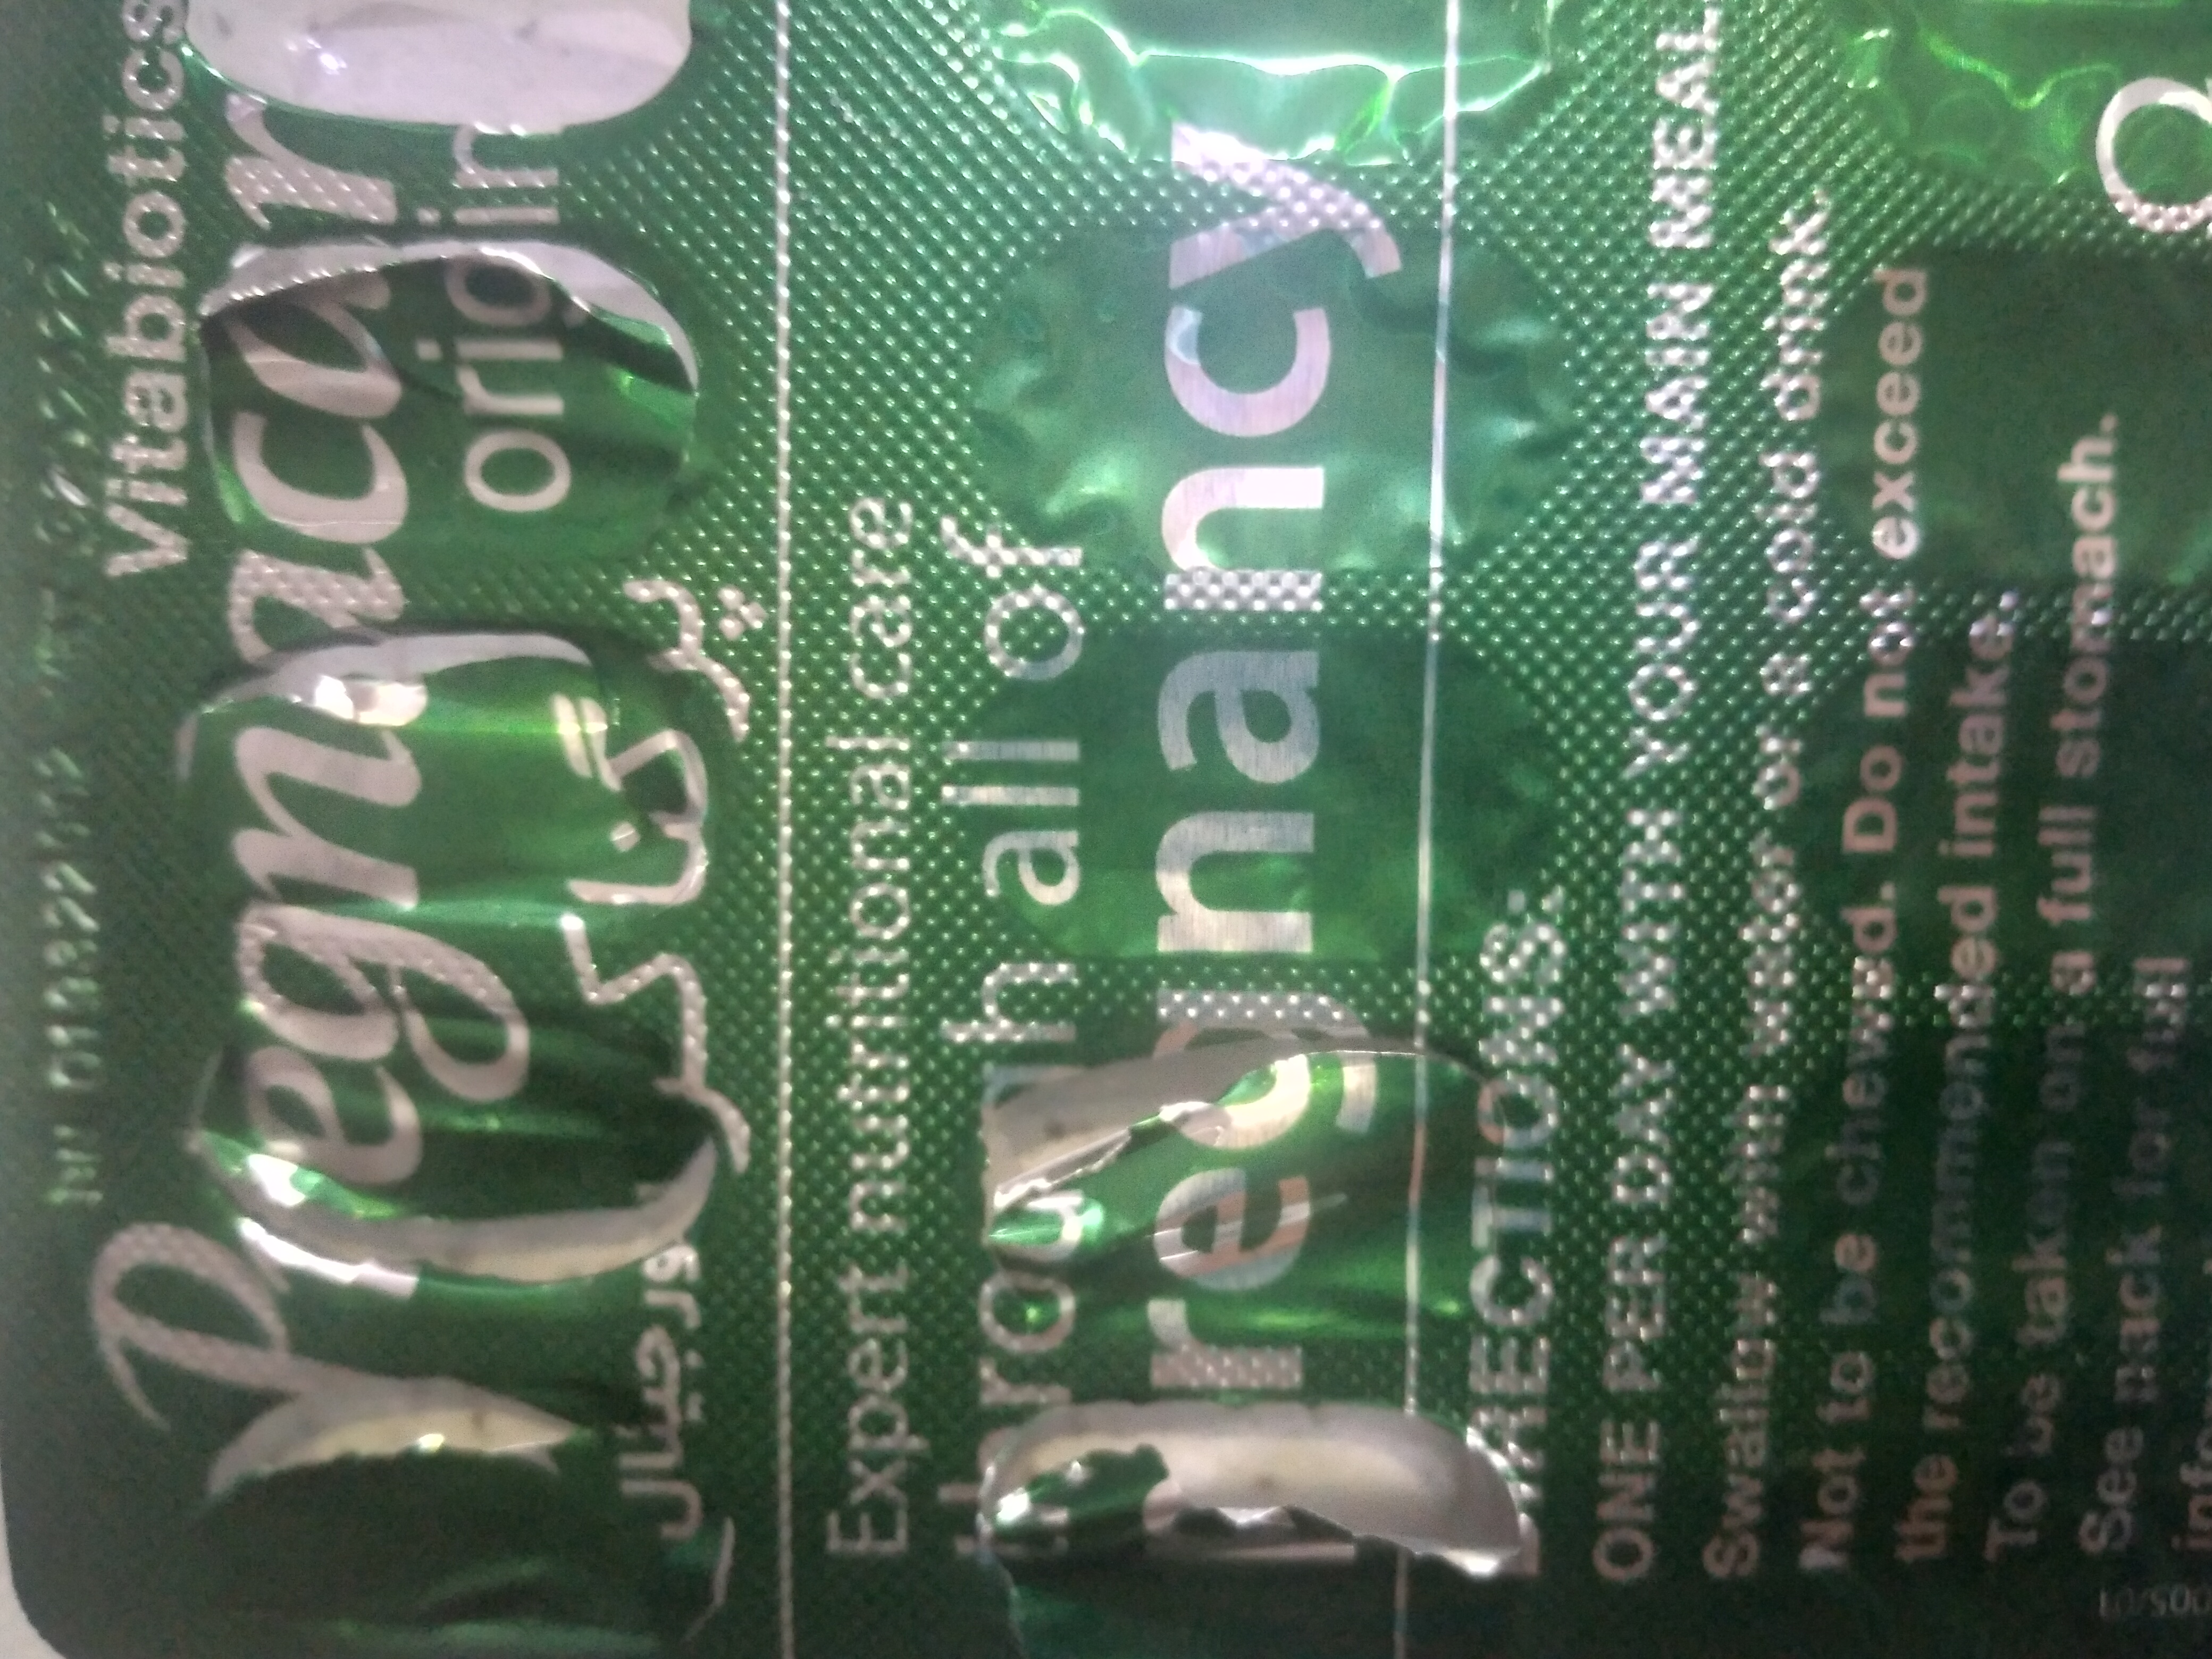 Vitabiotics
Pregnacare
original
بريجناكير
ورجينال
Expert nutritional care
through all of
pregnancy
DIRECTIONS:
ONE PER DAY WITH YOUR MAIN MEAL.
Swallow with water or a cold drink.
Not to be chewed. Do not exceed
the recommended intake.
To be taken on a full stomach.
See pack for full